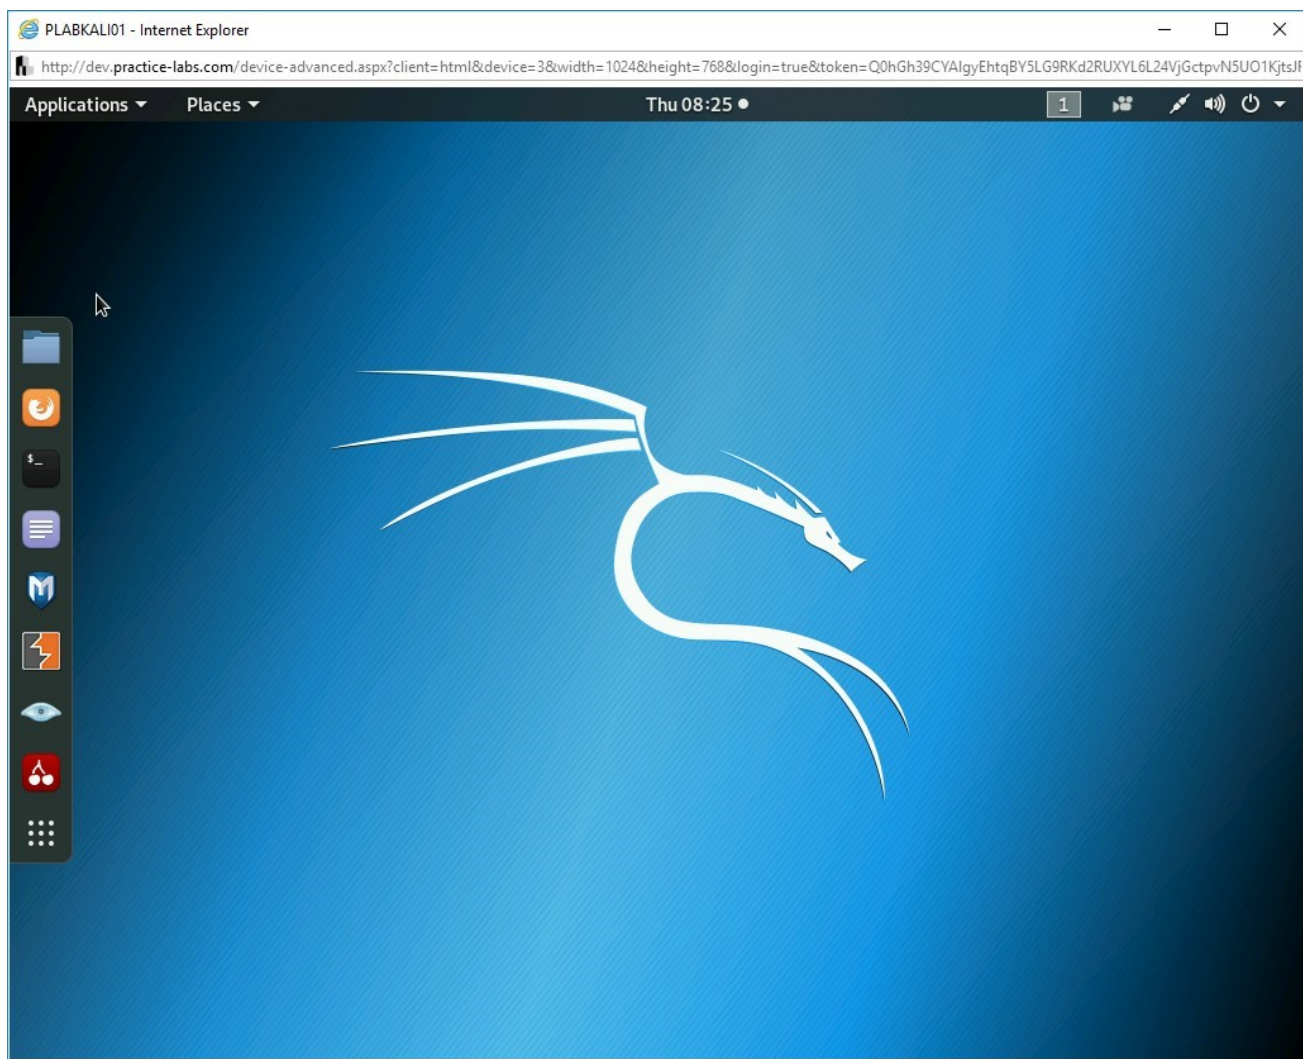 PLABKALI01 - Internet Explorer
http://dev.practice-labs.com/device-advanced.aspx?client=html&device=3&width=1024&height=768&login=true&token=
Applications Places Thu 08:25 1
$_